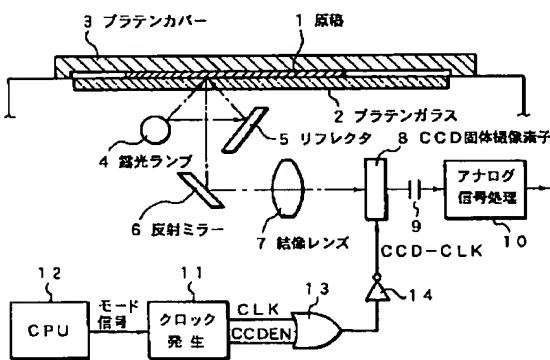 3 プラテンカバー
1 原稿
2 プラテンガラス
5 リフレクタ
8 CCD固体撮像素子
4 露光ランプ
アナログ
信号処理
9
10
6 反射ミラー
7 結像レンズ
CCD-CLK
12
11
13
14
モード
信号
CLK
CPU
クロック
発生
CCDEN